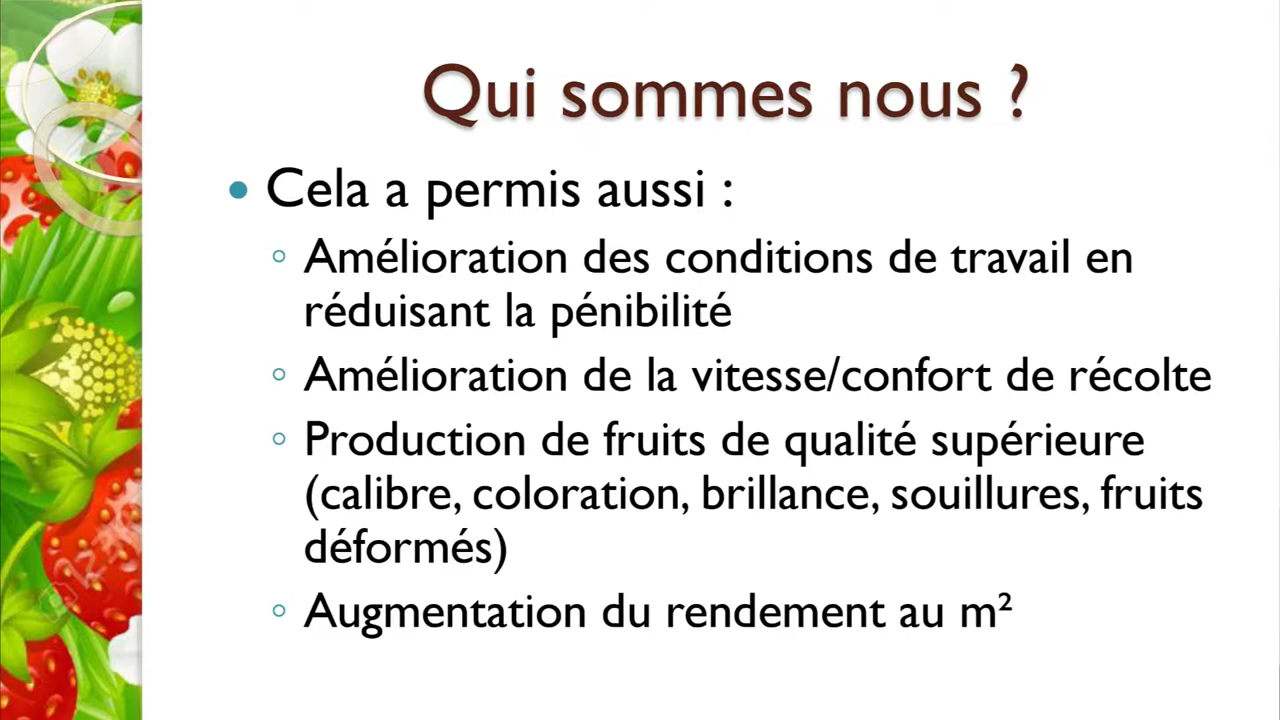 Qui sommes nous ?
• Cela a permis aussi :
◦ Amélioration des conditions de travail en
réduisant la pénibilité
◦ Amélioration de la vitesse/confort de récolte
◦ Production de fruits de qualité supérieure
(calibre, coloration, brillance, souillures, fruits
déformés)
◦ Augmentation du rendement au m²